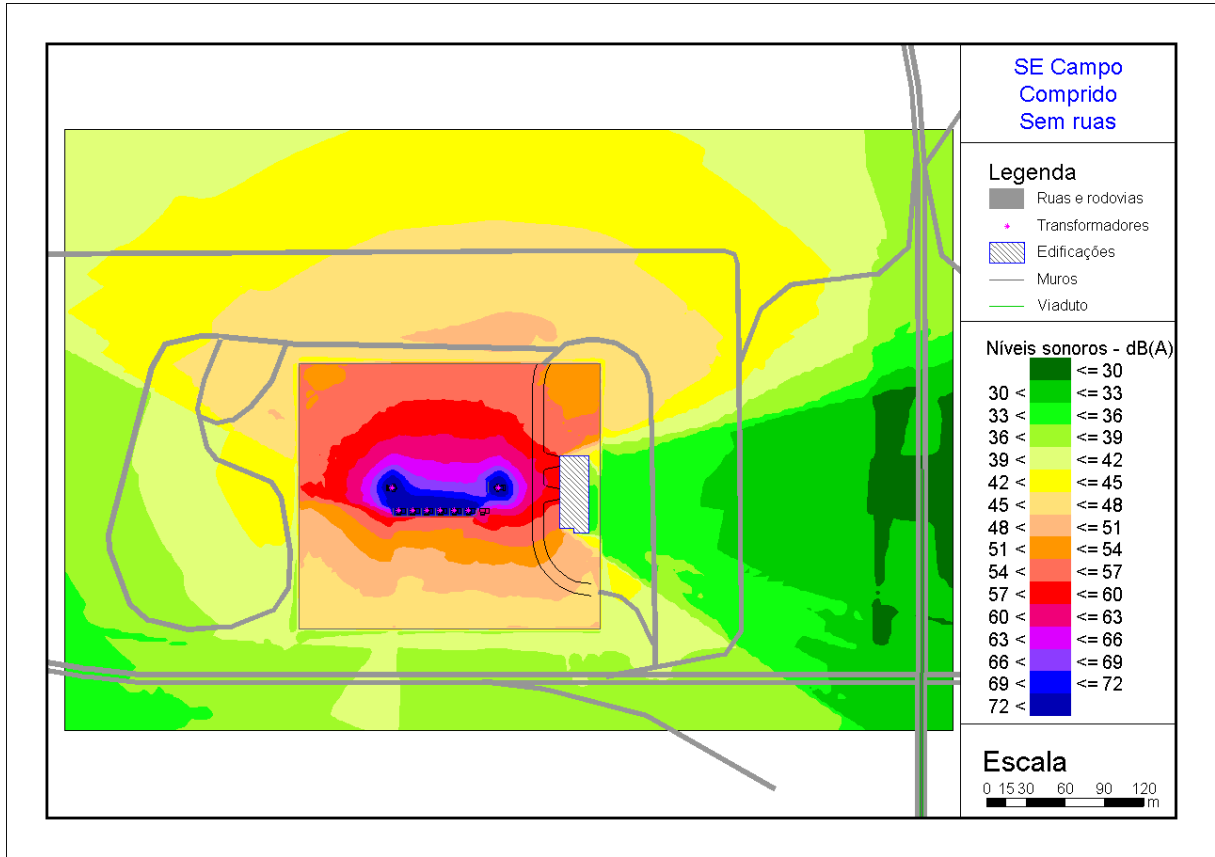 SE Campo
Comprido
Sem ruas
Legenda
Ruas e rodovias
Transformadores
Edificações
Muros
Viaduto
Níveis sonoros - dB(A)
<= 30
30 < <= 33
33 < <= 36
36 < <= 39
39 < <= 42
42 < <= 45
45 < <= 48
48 < <= 51
51 < <= 54
54 < <= 57
57 < <= 60
60 < <= 63
63 < <= 66
66 < <= 69
69 < <= 72
72 <
Escala
0 15 30 60 90 120
m